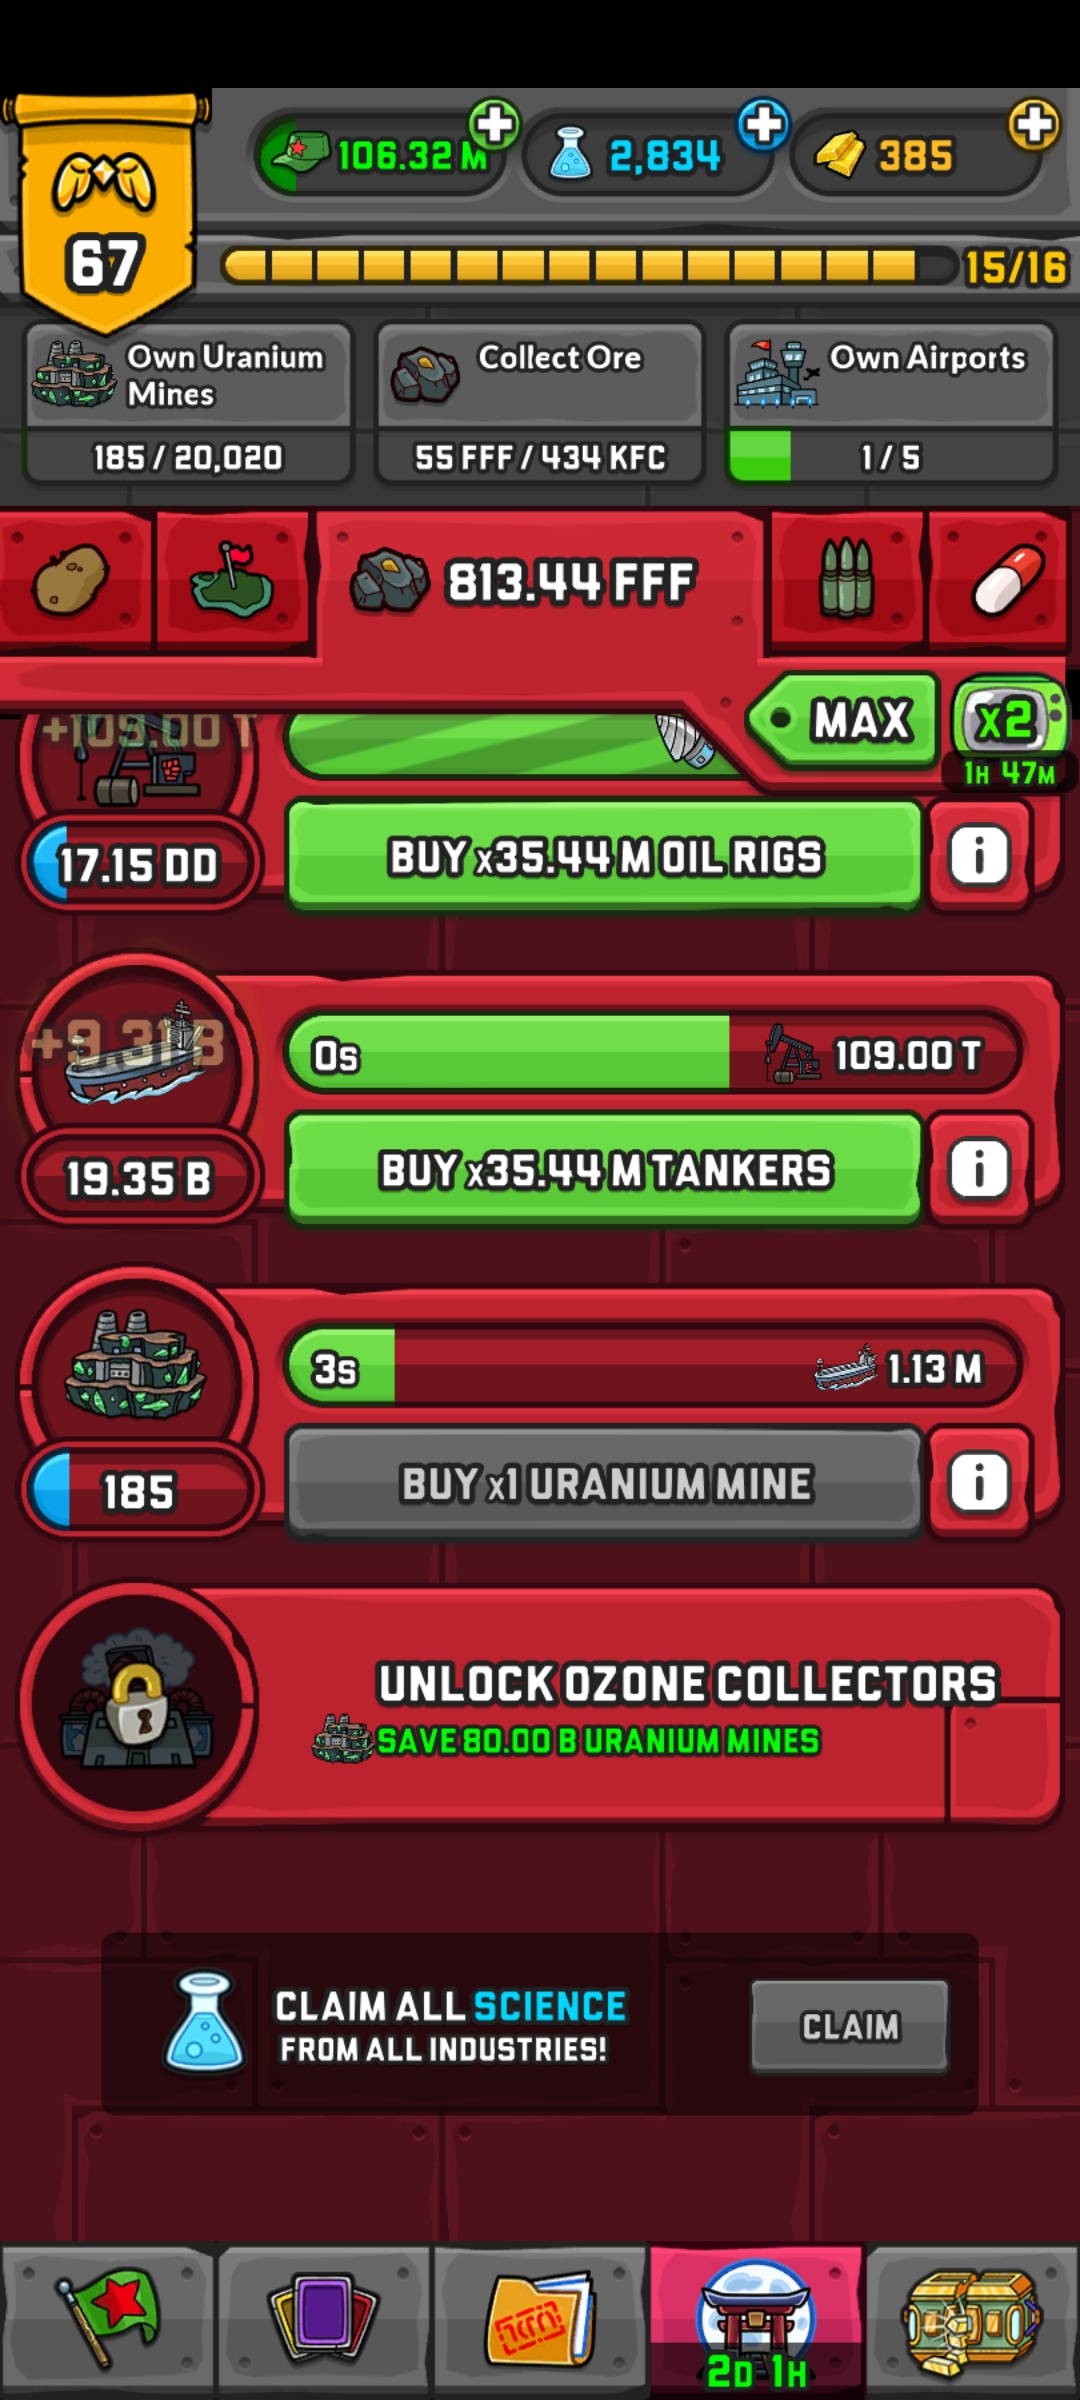 106.32 M
2,834
385
67
15/16
Own Uranium
Mines
185 / 20,020
Collect Ore
55 FFF / 434 KFC
Own Airports
1 / 5
813.44 FFF
MAX
x2
1H 47M
+109.00 T
17.15 DD
BUY x35.44 M OIL RIGS
i
+9.31 B
0s
109.00 T
19.35 B
BUY x35.44 M TANKERS
i
3s
1.13 M
185
BUY x1 URANIUM MINE
i
UNLOCK OZONE COLLECTORS
SAVE 80.00 B URANIUM MINES
CLAIM ALL SCIENCE
FROM ALL INDUSTRIES!
CLAIM
2D 1H